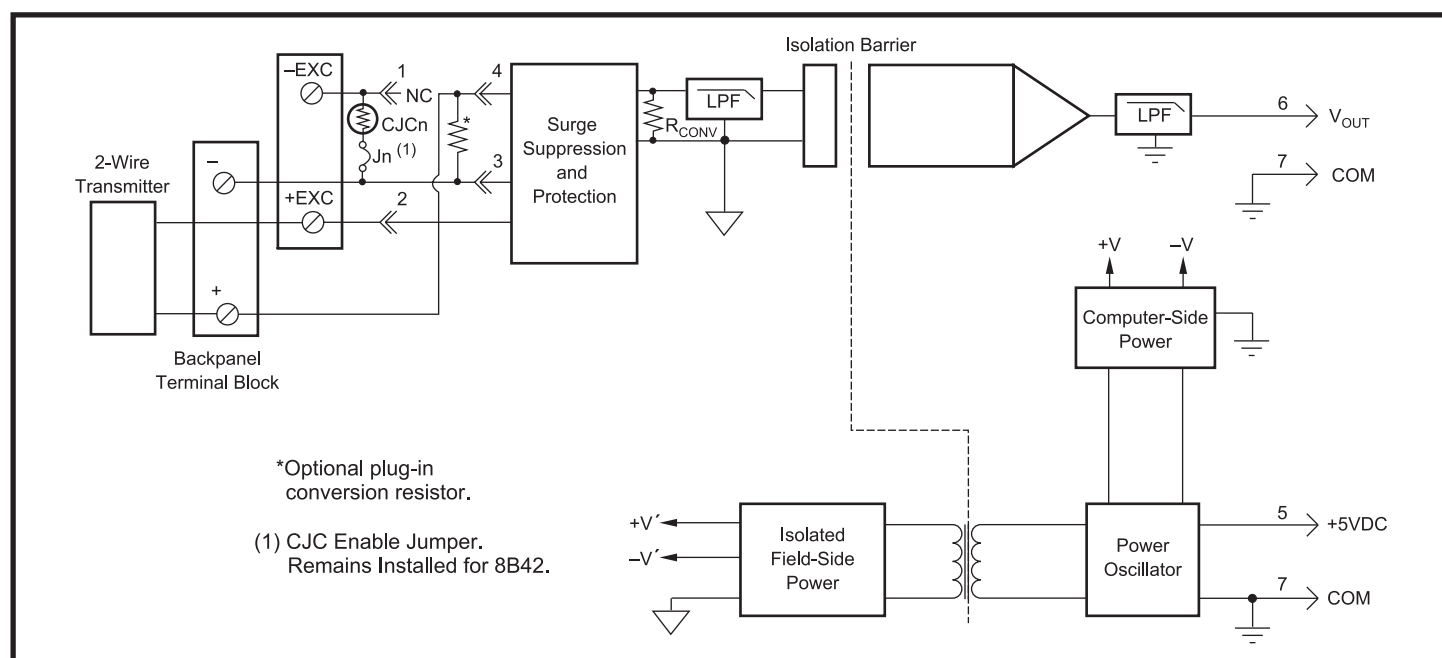 Isolation Barrier
–EXC
1
NC
4
CJCn
Jn (1)
*
Surge
Suppression
and
Protection
R CONV
LPF
LPF
6
V OUT
7
COM
2-Wire
Transmitter
–
3
+EXC
2
+
Backpanel
Terminal Block
+V
–V
Computer-Side
Power
*Optional plug-in
conversion resistor.
(1) CJC Enable Jumper.
Remains Installed for 8B42.
+V´
–V´
Isolated
Field-Side
Power
Power
Oscillator
5
+5VDC
7
COM